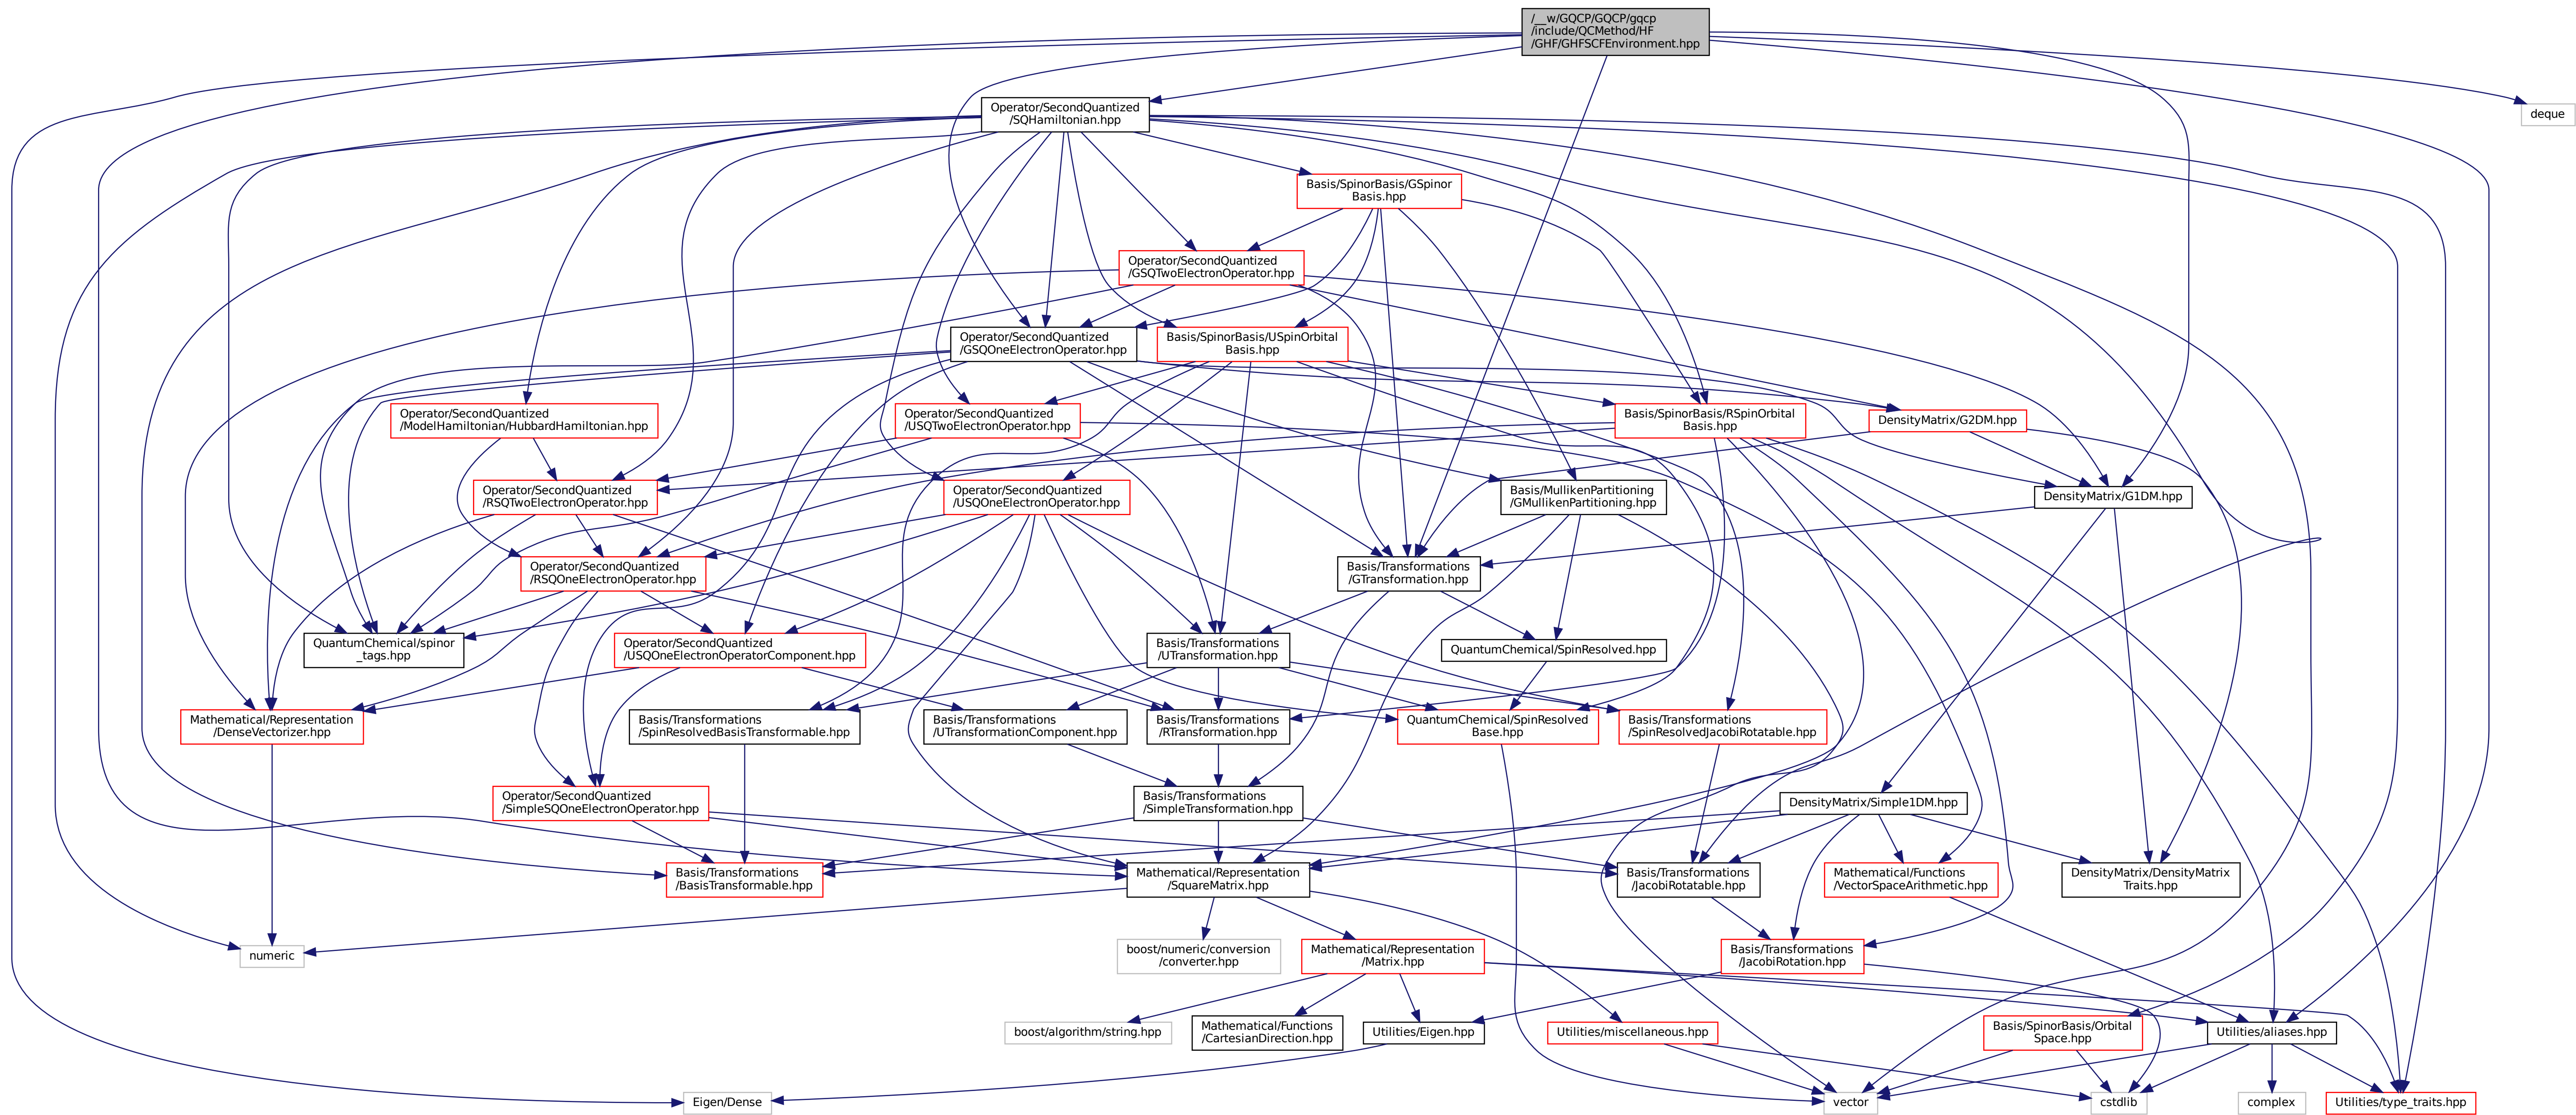 /__w/GQCP/GQCP/gqcp
/include/QCMethod/HF
/GHF/GHFSCFEnvironment.hpp
Operator/SecondQuantized
/SQHamiltonian.hpp
deque
Basis/SpinorBasis/GSpinor
Basis.hpp
Operator/SecondQuantized
/GSQTwoElectronOperator.hpp
Operator/SecondQuantized
/GSQOneElectronOperator.hpp
Basis/SpinorBasis/USpinOrbital
Basis.hpp
Operator/SecondQuantized
/ModelHamiltonian/HubbardHamiltonian.hpp
Operator/SecondQuantized
/USQTwoElectronOperator.hpp
Basis/SpinorBasis/RSpinOrbital
Basis.hpp
DensityMatrix/G2DM.hpp
Operator/SecondQuantized
/RSQTwoElectronOperator.hpp
Operator/SecondQuantized
/USQOneElectronOperator.hpp
Basis/MullikenPartitioning
/GMullikenPartitioning.hpp
DensityMatrix/G1DM.hpp
Operator/SecondQuantized
/RSQOneElectronOperator.hpp
Basis/Transformations
/GTransformation.hpp
QuantumChemical/spinor
_tags.hpp
Operator/SecondQuantized
/USQOneElectronOperatorComponent.hpp
Basis/Transformations
/UTransformation.hpp
QuantumChemical/SpinResolved.hpp
Mathematical/Representation
/DenseVectorizer.hpp
Basis/Transformations
/SpinResolvedBasisTransformable.hpp
Basis/Transformations
/UTransformationComponent.hpp
Basis/Transformations
/RTransformation.hpp
QuantumChemical/SpinResolved
Base.hpp
Basis/Transformations
/SpinResolvedJacobiRotatable.hpp
Operator/SecondQuantized
/SimpleSQOneElectronOperator.hpp
Basis/Transformations
/SimpleTransformation.hpp
DensityMatrix/Simple1DM.hpp
Basis/Transformations
/BasisTransformable.hpp
Mathematical/Representation
/SquareMatrix.hpp
Basis/Transformations
/JacobiRotatable.hpp
Mathematical/Functions
/VectorSpaceArithmetic.hpp
DensityMatrix/DensityMatrix
Traits.hpp
numeric
boost/numeric/conversion
/converter.hpp
Mathematical/Representation
/Matrix.hpp
Basis/Transformations
/JacobiRotation.hpp
boost/algorithm/string.hpp
Mathematical/Functions
/CartesianDirection.hpp
Utilities/Eigen.hpp
Utilities/miscellaneous.hpp
Basis/SpinorBasis/Orbital
Space.hpp
Utilities/aliases.hpp
Eigen/Dense
vector
cstdlib
complex
Utilities/type_traits.hpp